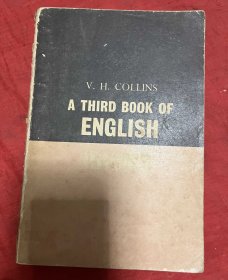 V. H. COLLINS
A THIRD BOOK OF
ENGLISH